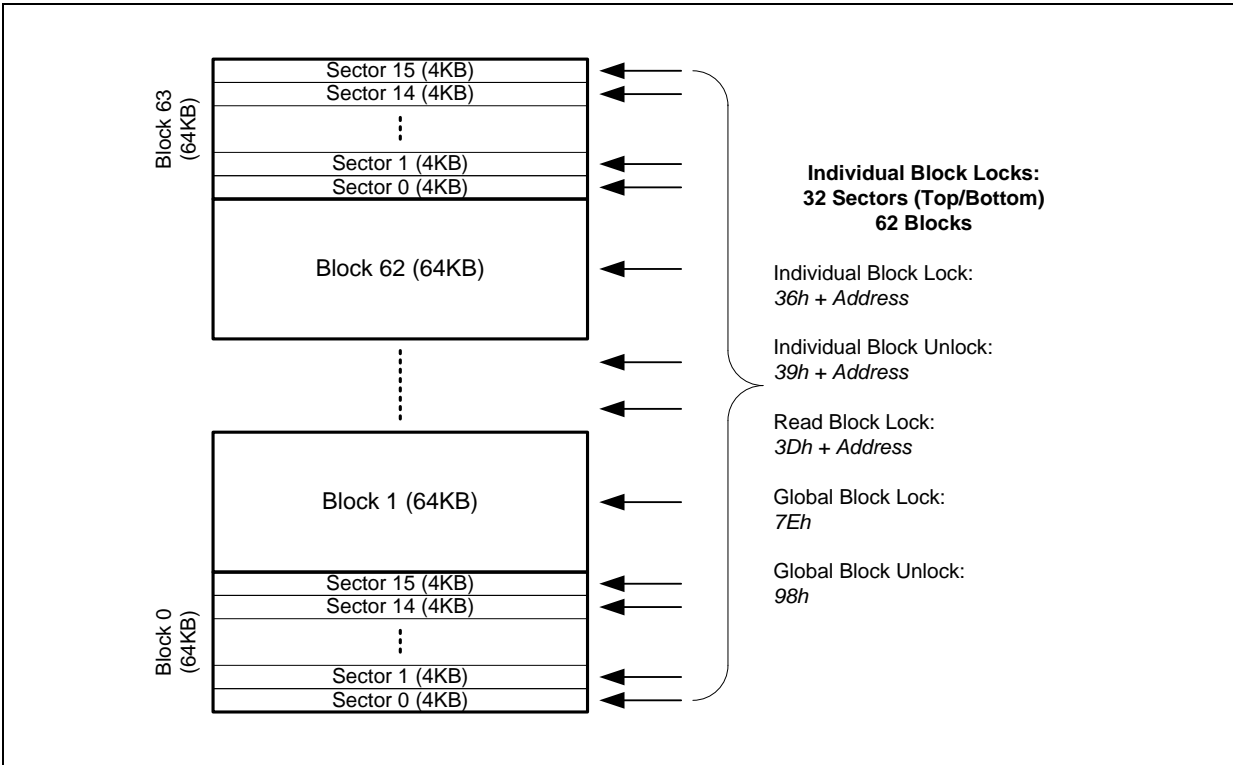 Block 63
(64KB)
Sector 15 (4KB)
Sector 14 (4KB)
Sector 1 (4KB)
Sector 0 (4KB)
Block 62 (64KB)
Block 1 (64KB)
Block 0
(64KB)
Sector 15 (4KB)
Sector 14 (4KB)
Sector 1 (4KB)
Sector 0 (4KB)
Individual Block Locks:
32 Sectors (Top/Bottom)
62 Blocks
Individual Block Lock:
36h + Address
Individual Block Unlock:
39h + Address
Read Block Lock:
3Dh + Address
Global Block Lock:
7Eh
Global Block Unlock:
98h